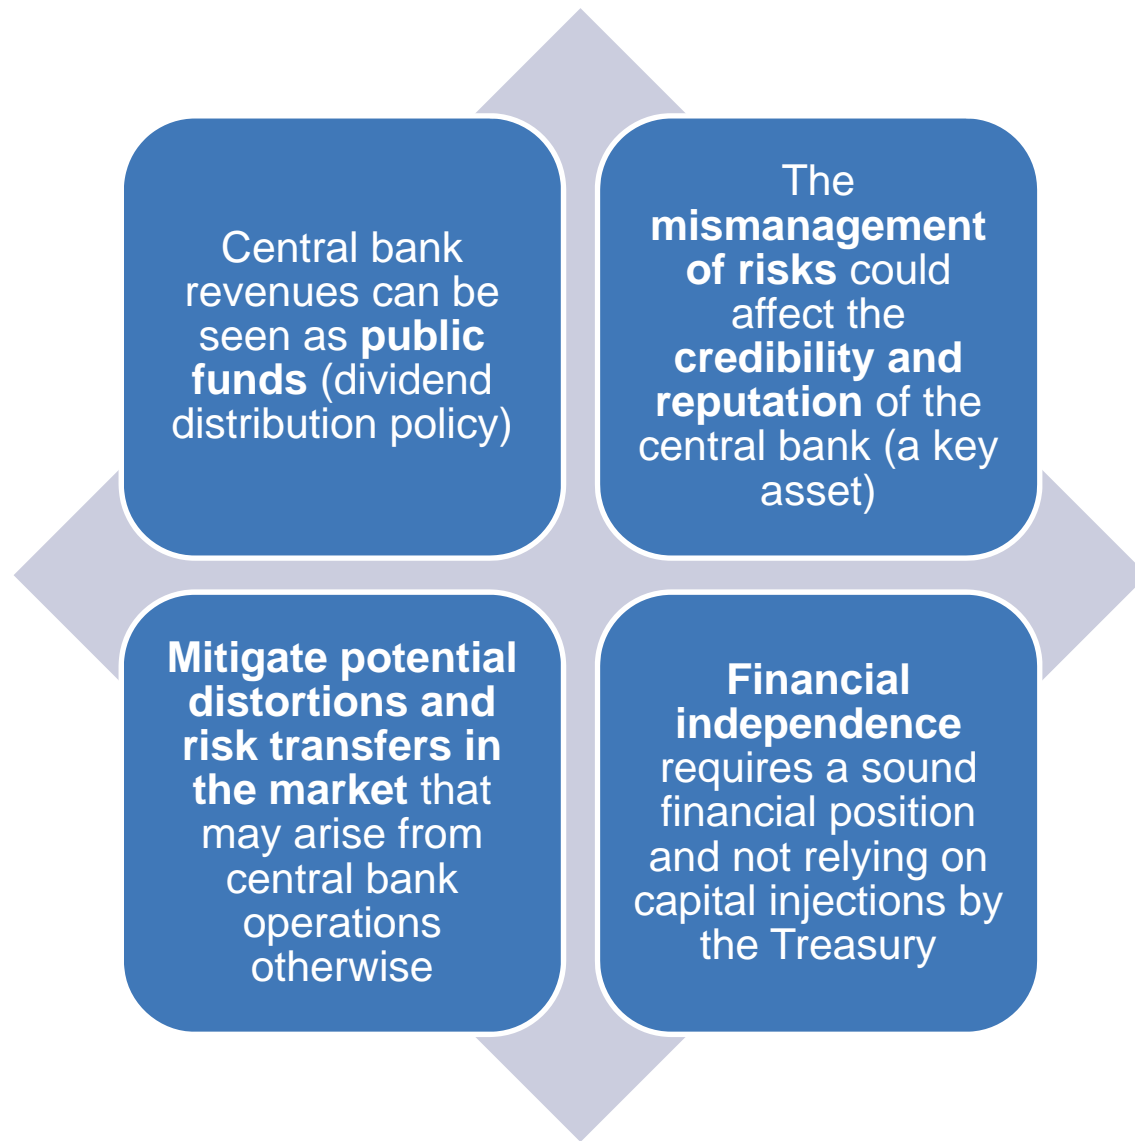 Central bank
revenues can be
seen as public
funds (dividend
distribution policy)
The
mismanagement
of risks could
affect the
credibility and
reputation of the
central bank (a key
asset)
Mitigate potential
distortions and
risk transfers in
the market that
may arise from
central bank
operations
otherwise
Financial
independence
requires a sound
financial position
and not relying on
capital injections by
the Treasury